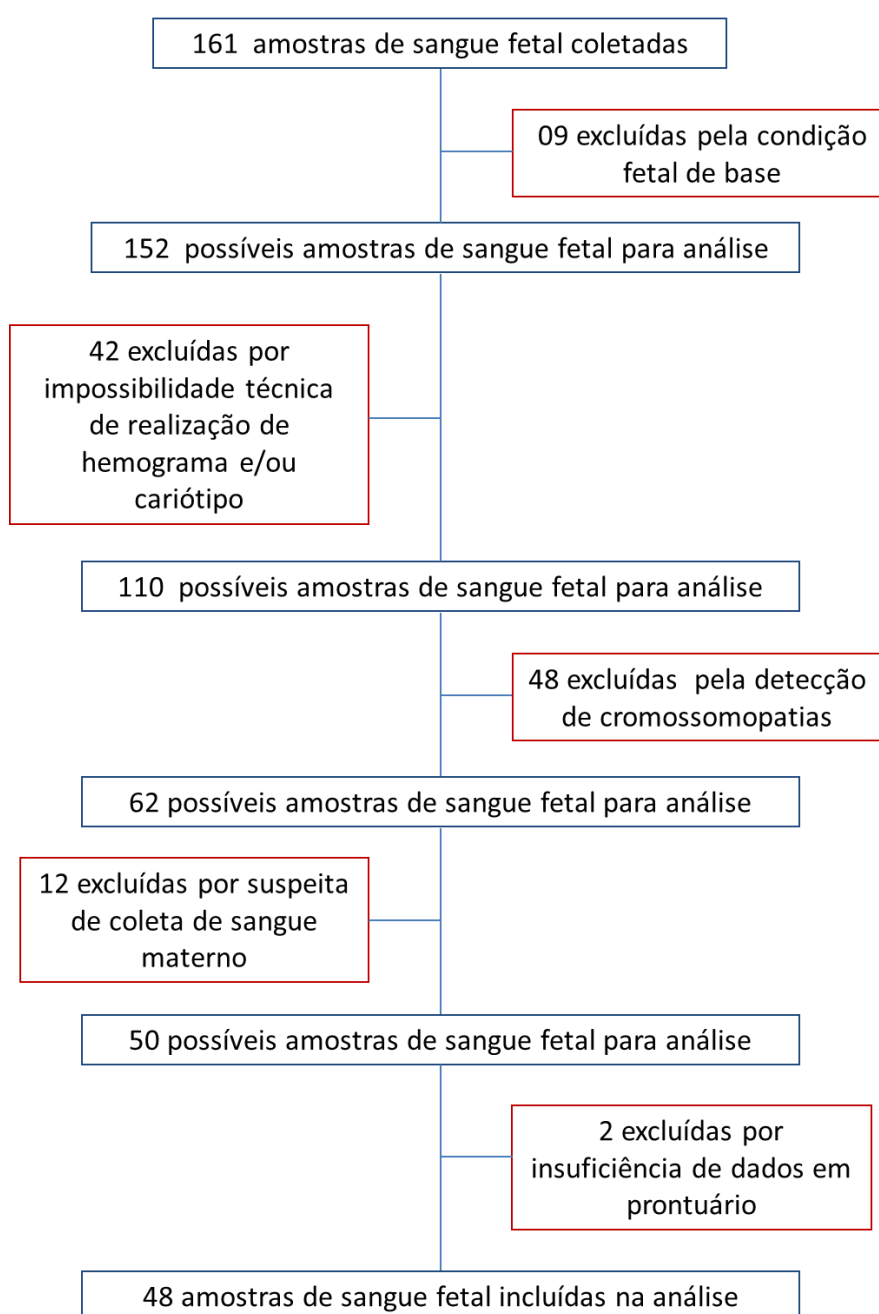 161 amostras de sangue fetal coletadas
09 excluídas pela condição
fetal de base
152 possíveis amostras de sangue fetal para análise
42 excluídas por
impossibilidade técnica
de realização de
hemograma e/ou
cariótipo
110 possíveis amostras de sangue fetal para análise
48 excluídas pela detecção
de cromossomopatias
62 possíveis amostras de sangue fetal para análise
12 excluídas por suspeita
de coleta de sangue
materno
50 possíveis amostras de sangue fetal para análise
2 excluídas por
insuficiência de dados em
prontuário
48 amostras de sangue fetal incluídas na análise